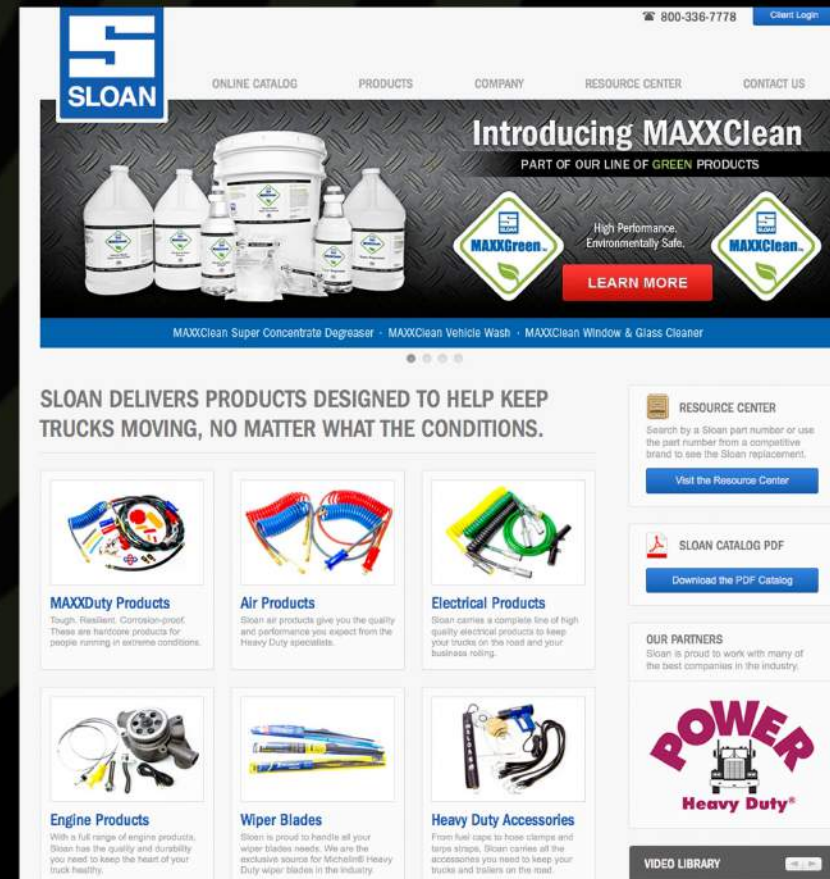 800-336-7778
Client Login
SLOAN
ONLINE CATALOG
PRODUCTS
COMPANY
RESOURCE CENTER
CONTACT US
Introducing MAXXClean
PART OF OUR LINE OF GREEN PRODUCTS
SLOAN
MAXXGreen™
High Performance.
Environmentally Safe.
LEARN MORE
SLOAN
MAXXClean™
MAXXClean Super Concentrate Degreaser · MAXXClean Vehicle Wash · MAXXClean Window & Glass Cleaner
SLOAN DELIVERS PRODUCTS DESIGNED TO HELP KEEP
TRUCKS MOVING, NO MATTER WHAT THE CONDITIONS.
MAXXDuty Products
Tough. Resilient. Corrosion-proof.
These are hardcore products for
people running in extreme conditions.
Air Products
Sloan air products give you the quality
and performance you expect from the
Heavy Duty specialists.
Electrical Products
Sloan carries a complete line of high
quality electrical products to keep
your trucks on the road and your
business rolling.
Engine Products
With a full range of engine products,
Sloan has the quality and durability
you need to keep the heart of your
truck healthy.
Wiper Blades
Sloan is proud to handle all your
wiper blades needs. We are the
exclusive source for Michelin® Heavy
Duty wiper blades in the industry.
Heavy Duty Accessories
From fuel caps to hose clamps and
tarps straps, Sloan carries all the
accessories you need to keep your
trucks and trailers on the road.
RESOURCE CENTER
Search by a Sloan part number or use
the part number from a competitive
brand to see the Sloan replacement.
Visit the Resource Center
SLOAN CATALOG PDF
Download the PDF Catalog
OUR PARTNERS
Sloan is proud to work with many of
the best companies in the industry.
POWER
Heavy Duty®
VIDEO LIBRARY